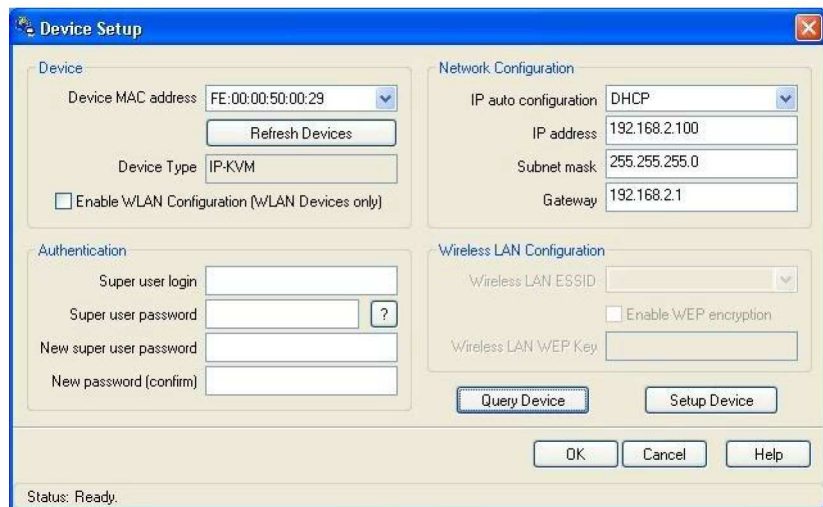 Device Setup
Device
Device MAC address FE:00:00:50:00:29
Refresh Devices
Device Type IP-KVM
Enable WLAN Configuration (WLAN Devices only)
Network Configuration
IP auto configuration DHCP
IP address 192.168.2.100
Subnet mask 255.255.255.0
Gateway 192.168.2.1
Authentication
Super user login
Super user password ?
New super user password
New password (confirm)
Wireless LAN Configuration
Wireless LAN ESSID
Enable WEP encryption
Wireless LAN WEP Key
Query Device Setup Device
OK Cancel Help
Status: Ready.